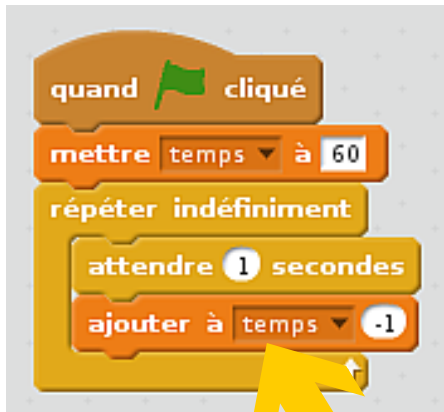 quand cliqué
mettre temps à 60
répéter indéfiniment
attendre 1 secondes
ajouter à temps -1